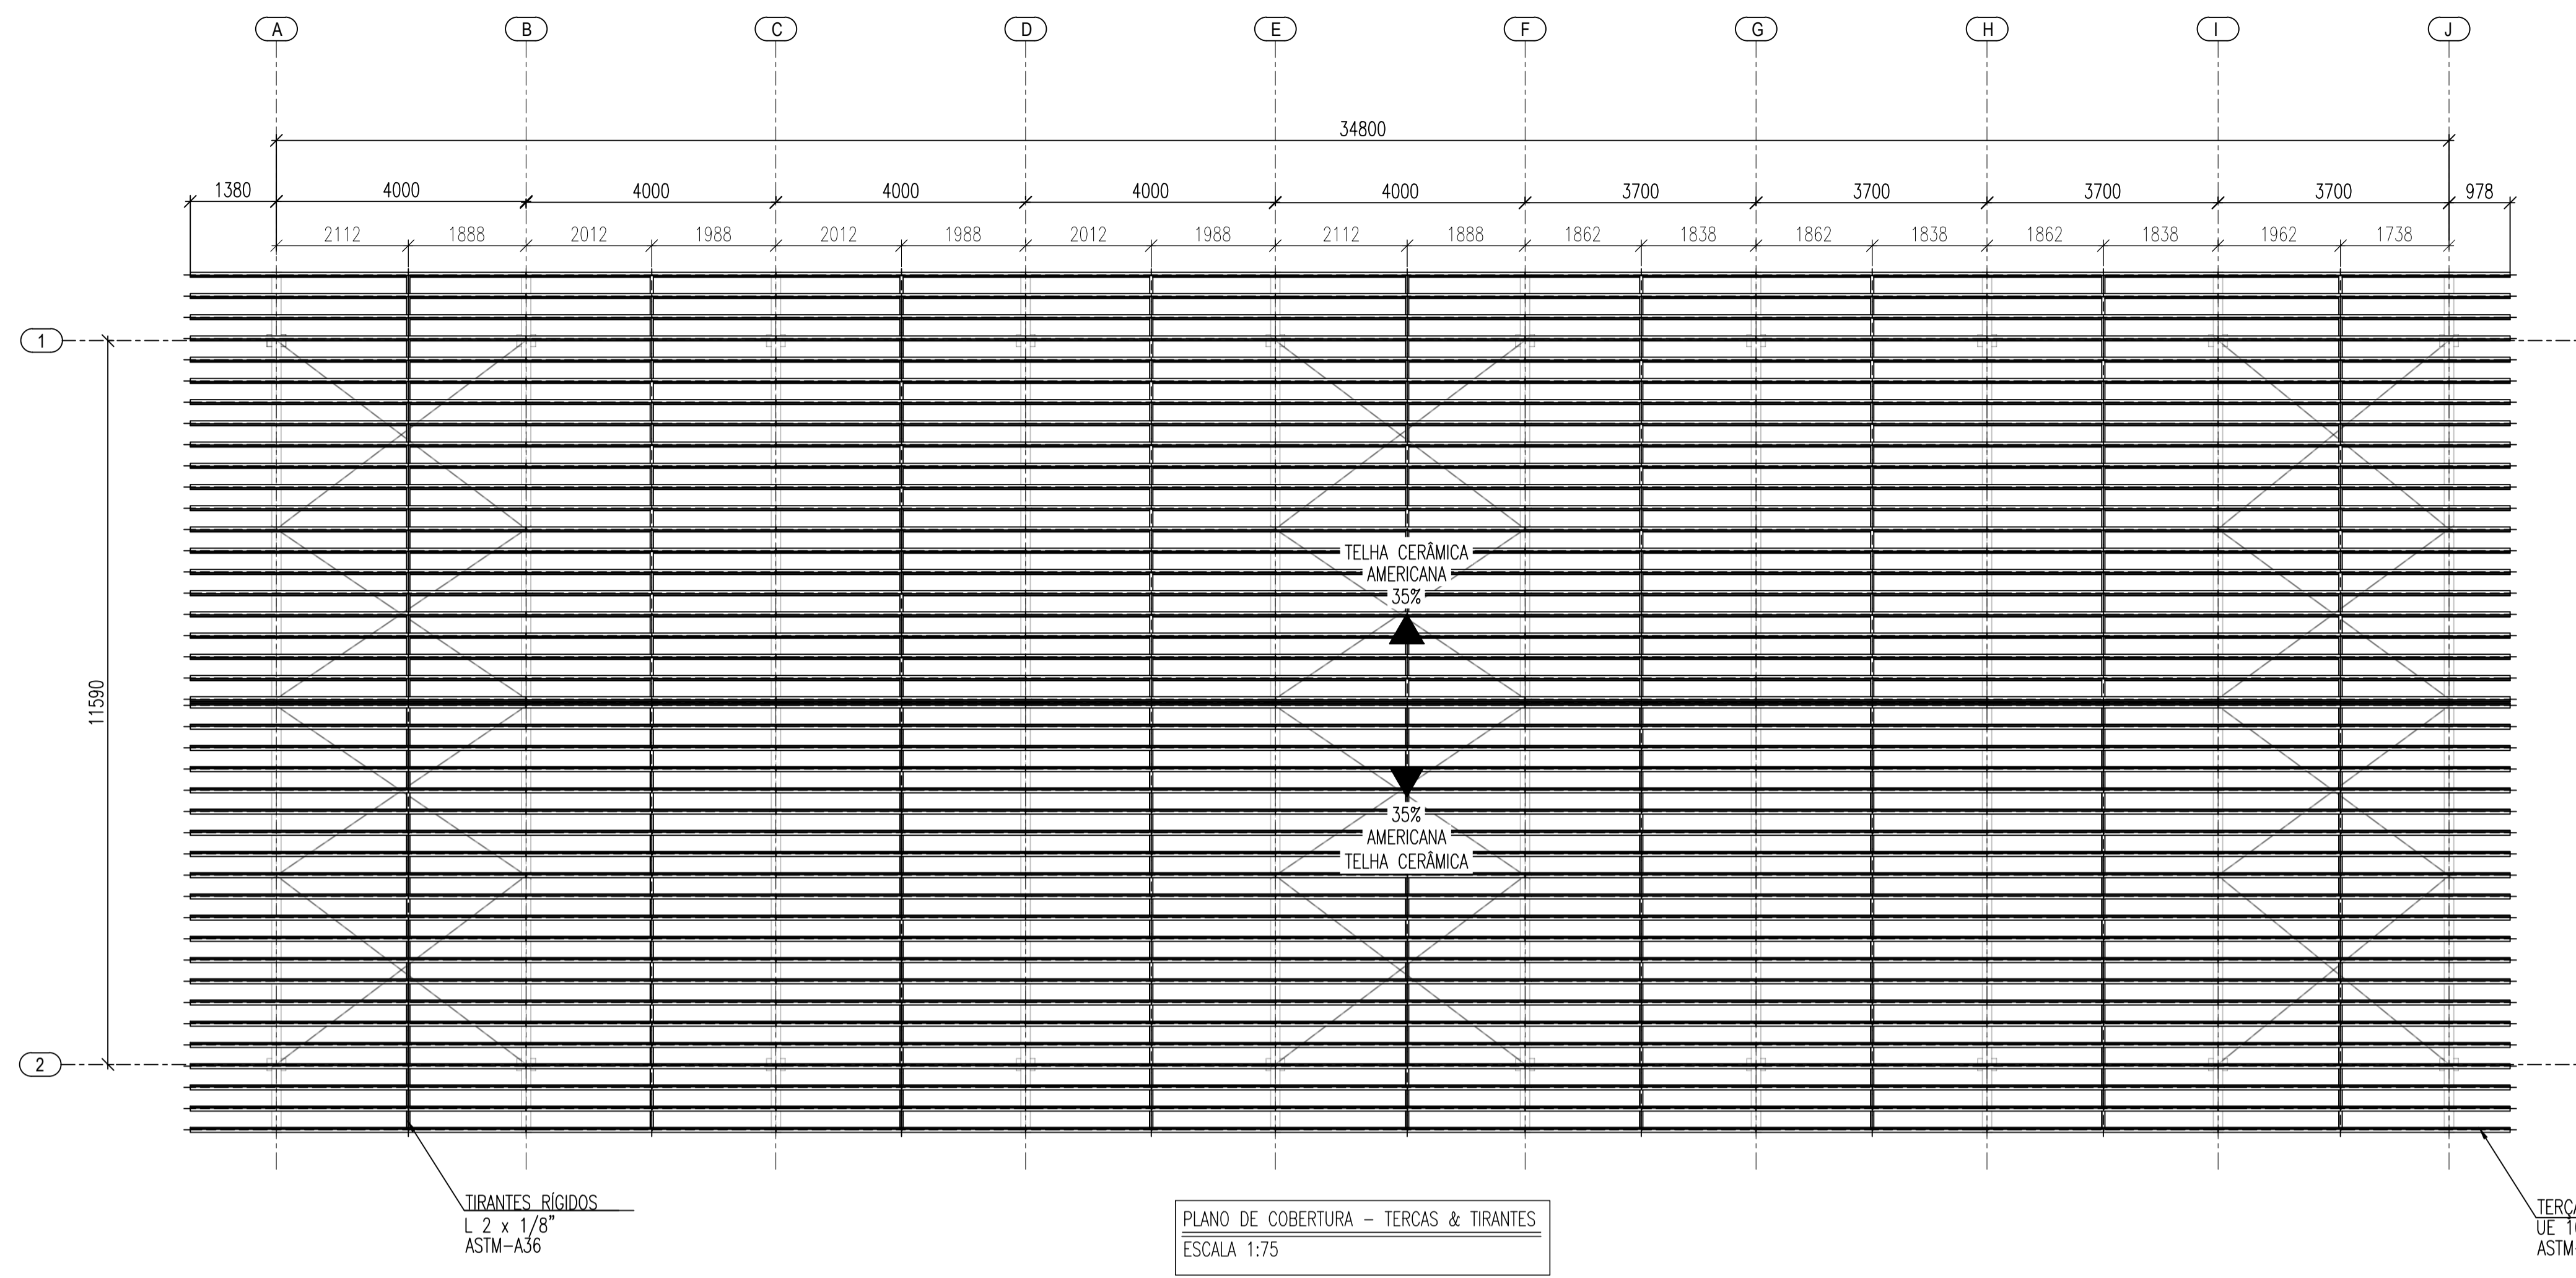 A B C D E F G H I J
34800
1380 4000 4000 4000 4000 4000 3700 3700 3700 3700 978
2112 1888 2012 1988 2012 1988 2012 1988 2112 1888 1862 1838 1862 1838 1862 1838 1962 1738
1
TELHA CERÂMICA
AMERICANA
35%
11590
35%
AMERICANA
TELHA CERÂMICA
2
TIRANTES RÍGIDOS
L 2 x 1/8"
ASTM-A36
PLANO DE COBERTURA - TERCAS & TIRANTES
ESCALA 1:75
UE
ASTM